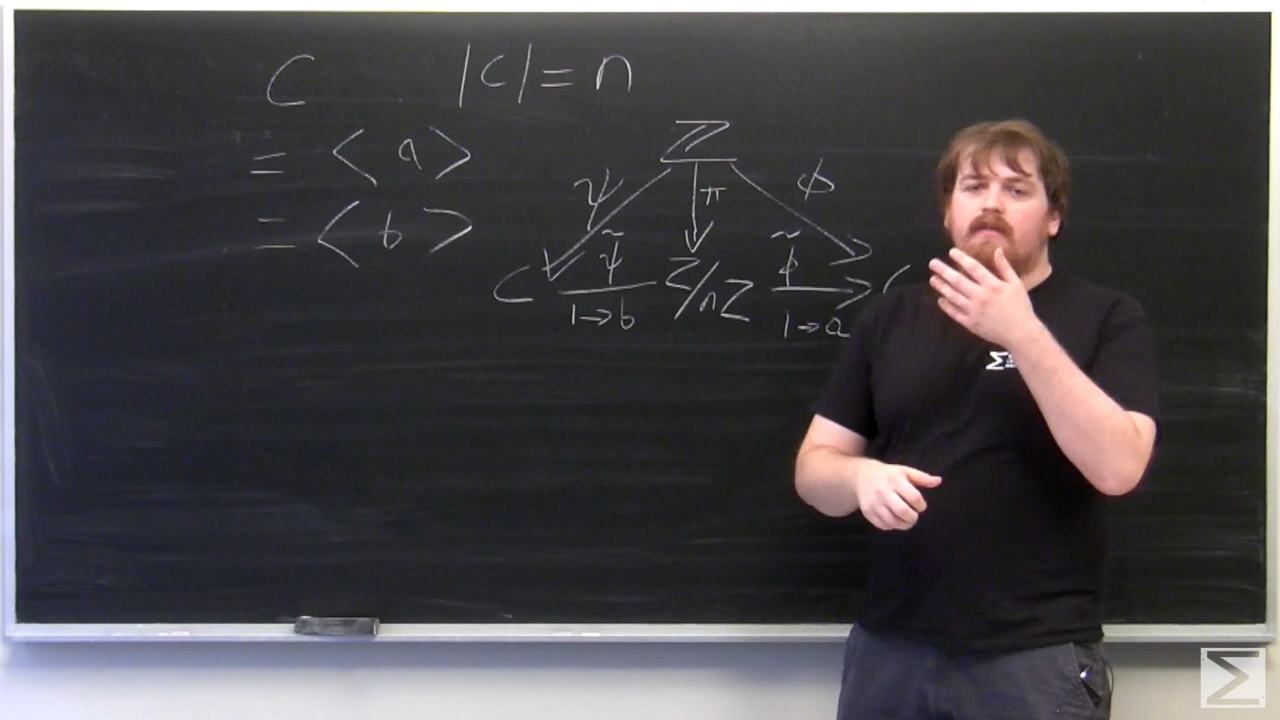 C |C| = n
= <a>
= <b>
ℤ
ψ π φ
C ψ̃ ℤ/nℤ φ̃ C
1→b 1→a
Σ
Σ